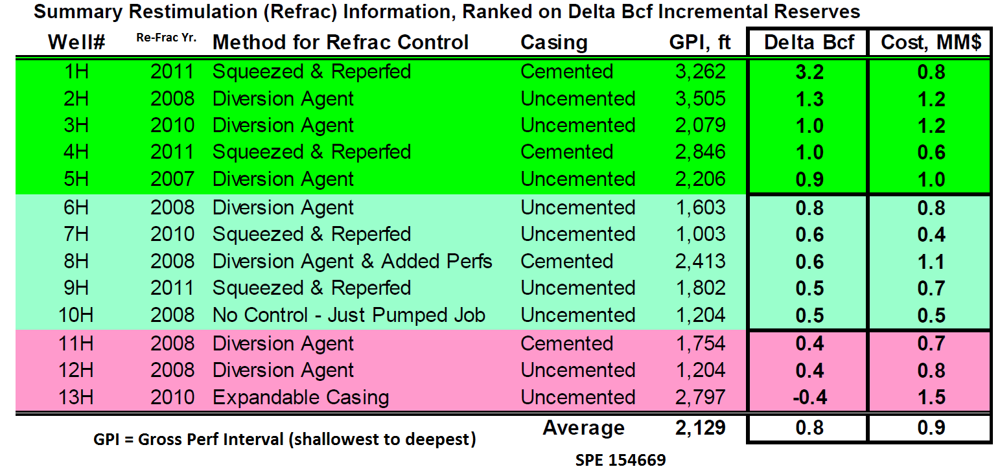 Summary Restimulation (Refrac) Information, Ranked on Delta Bcf Incremental Reserves
Well# Re-Frac Yr. Method for Refrac Control Casing GPI, ft Delta Bcf Cost, MM$
1H 2011 Squeezed & Reperfed Cemented 3,262 3.2 0.8
2H 2008 Diversion Agent Uncemented 3,505 1.3 1.2
3H 2010 Diversion Agent Uncemented 2,079 1.0 1.2
4H 2011 Squeezed & Reperfed Cemented 2,846 1.0 0.6
5H 2007 Diversion Agent Uncemented 2,206 0.9 1.0
6H 2008 Diversion Agent Uncemented 1,603 0.8 0.8
7H 2010 Squeezed & Reperfed Uncemented 1,003 0.6 0.4
8H 2008 Diversion Agent & Added Perfs Cemented 2,413 0.6 1.1
9H 2011 Squeezed & Reperfed Uncemented 1,802 0.5 0.7
10H 2008 No Control - Just Pumped Job Uncemented 1,204 0.5 0.5
11H 2008 Diversion Agent Cemented 1,754 0.4 0.7
12H 2008 Diversion Agent Uncemented 1,204 0.4 0.8
13H 2010 Expandable Casing Uncemented 2,797 -0.4 1.5
Average 2,129 0.8 0.9
GPI = Gross Perf Interval (shallowest to deepest)
SPE 154669